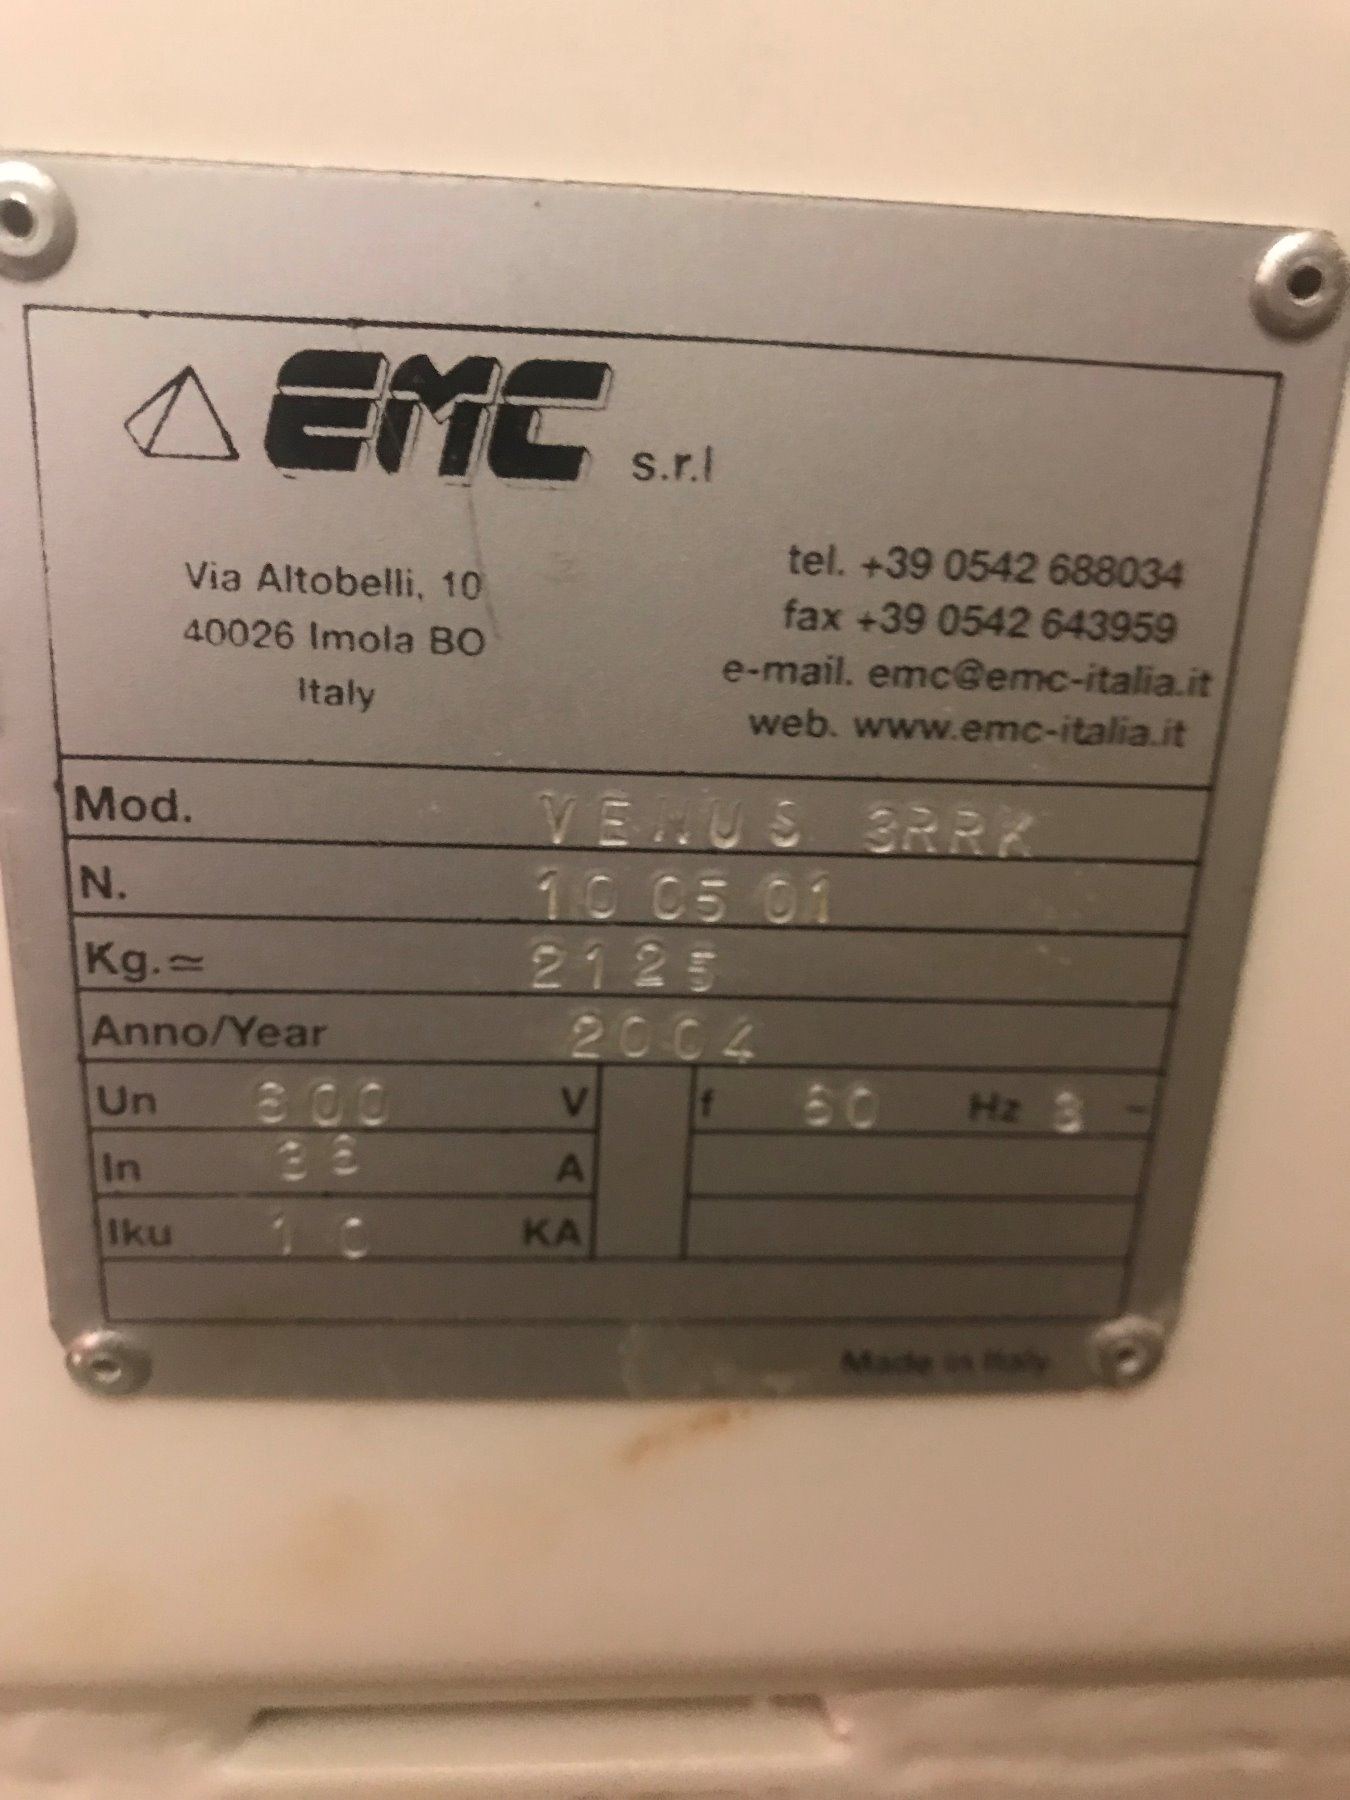 EMC s.r.l
Via Altobelli, 10
40026 Imola BO
Italy
tel. +39 0542 688034
fax +39 0542 643959
e-mail. emc@emc-italia.it
web. www.emc-italia.it
Mod. VENUS 3RRK
N. 10 05 01
Kg.≃ 2125
Anno/Year 2004
Un 600 V f 60 Hz 3 ~
In A
Iku 10 KA
Made in Italy